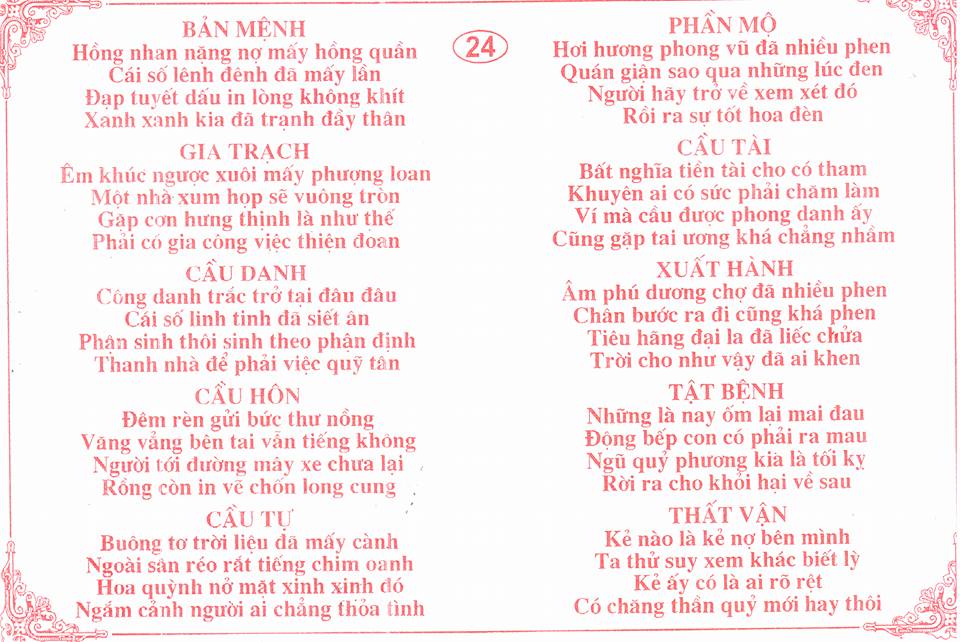 BẢN MỆNH
Hồng nhan nặng nợ mấy hồng quần
Cái số lênh đênh đã mấy lần
Đạp tuyết dấu in lòng không khít
Xanh xanh kia đã trạnh đầy thân
GIA TRẠCH
Êm khúc ngược xuôi mấy phượng loan
Một nhà xum họp sẽ vuông tròn
Gặp cơn hưng thịnh là như thế
Phải có gia công việc thiện đoan
CẦU DANH
Công danh trắc trở tại đâu đâu
Cái số linh tinh đã siết ân
Phận sinh thôi sinh theo phận định
Thanh nhà để phải việc quỹ tân
CẦU HÔN
Đêm rèn gửi bức thư nồng
Văng vẳng bên tai vẫn tiếng không
Người tới đường mây xe chưa lại
Rồng còn in vẽ chốn long cung
CẦU TỰ
Buông tơ trời liệu đã mấy cành
Ngoài sân réo rắt tiếng chim oanh
Hoa quỳnh nở mặt xinh xinh đó
Ngắm cảnh người ai chẳng thỏa tình
24
PHẦN MỘ
Hơi hương phong vũ đã nhiều phen
Quán giận sao qua những lúc đen
Người hãy trở về xem xét đó
Rồi ra sự tốt hoa đèn
CẦU TÀI
Bất nghĩa tiền tài cho có tham
Khuyên ai có sức phải chăm làm
Ví mà cầu được phong danh ấy
Cũng gặp tai ương khá chẳng nhầm
XUẤT HÀNH
Âm phú dương chợ đã nhiều phen
Chân bước ra đi cũng khá phen
Tiêu hãng đại la đã liếc chửa
Trời cho như vậy đã ai khen
TẬT BỆNH
Những là nay ốm lại mai đau
Động bếp con có phải ra mau
Ngũ quỷ phương kia là tối kỵ
Rời ra cho khỏi hại về sau
THẤT VẬN
Kẻ nào là kẻ nợ bên mình
Ta thử suy xem khác biết lỳ
Kẻ ấy có là ai rõ rệt
Có chăng thần quỷ mới hay thôi